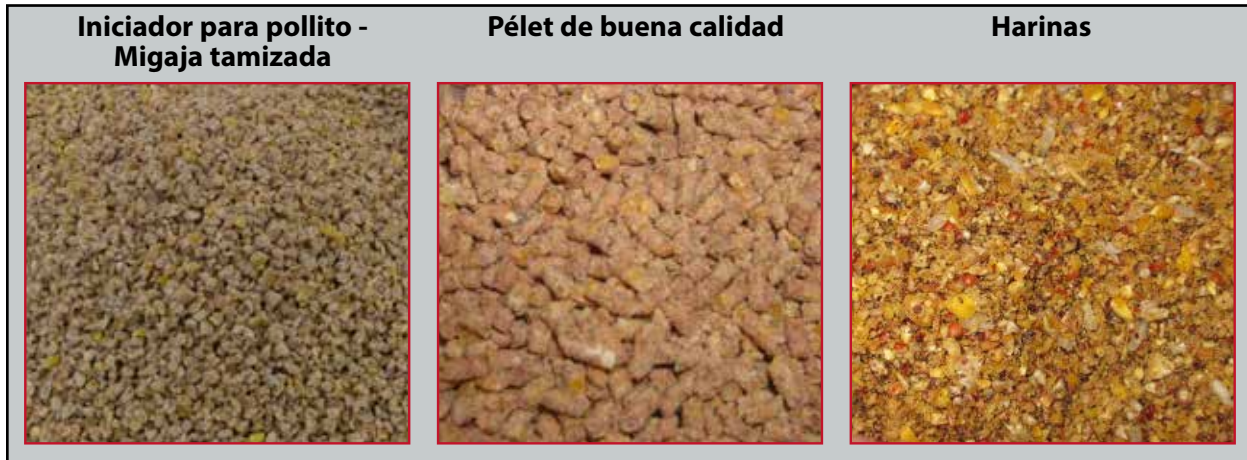 Iniciador para pollito -
Migaja tamizada
Pélet de buena calidad
Harinas